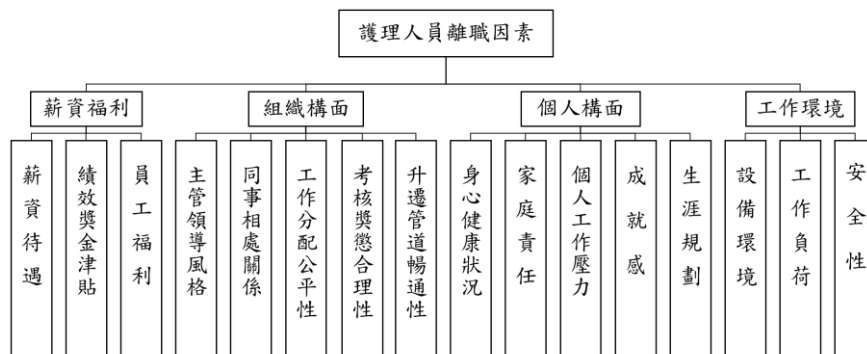 護理人員離職因素
薪資福利
組織構面
個人構面
工作環境
薪資待遇
績效獎金津貼
員工福利
主管領導風格
同事相處關係
工作分配公平性
考核獎懲合理性
升遷管道暢通性
身心健康狀況
家庭責任
個人工作壓力
成就感
生涯規劃
設備環境
工作負荷
安全性